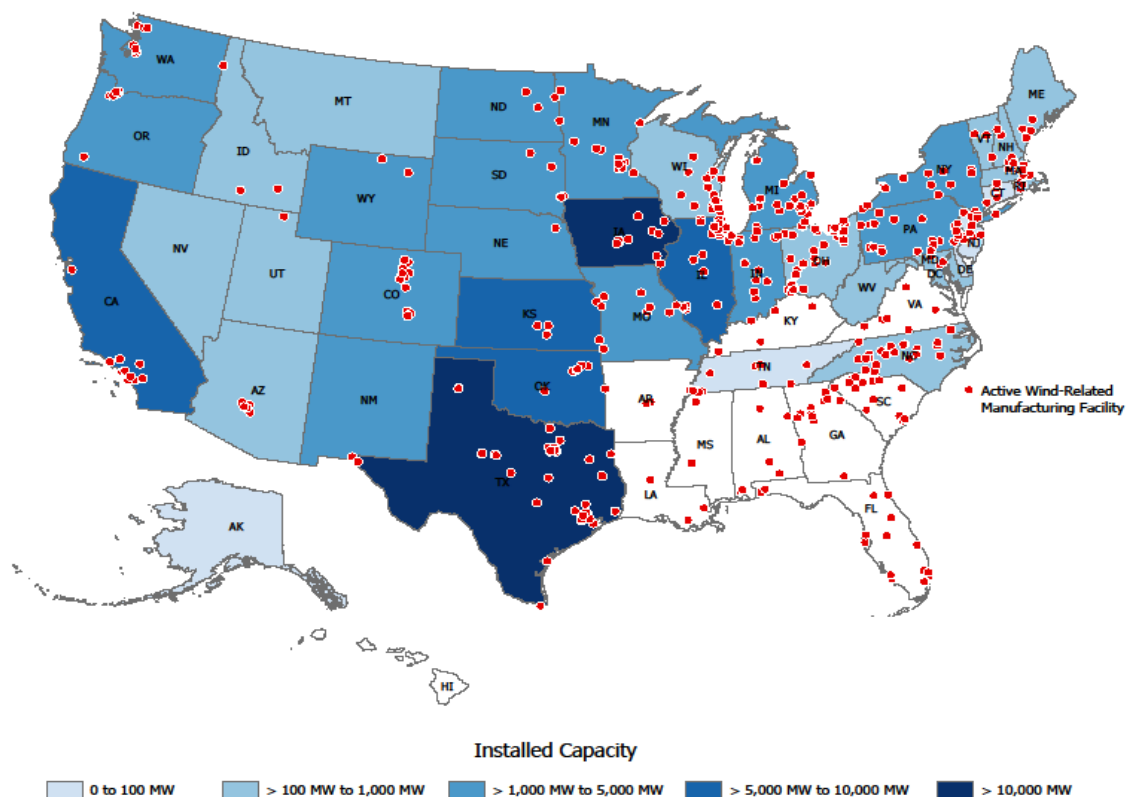 WA
MT
ND
MN
ME
VT
NH
OR
ID
SD
WI
NY
MA
CT
RI
WY
MI
IA
PA
NJ
NE
NV
UT
IL
IN
OH
MD
DE
DC
CA
CO
WV
VA
KS
MO
KY
AZ
NM
OK
TN
NC
AR
SC
Active Wind-Related
Manufacturing Facility
MS
AL
GA
TX
LA
FL
AK
HI
Installed Capacity
0 to 100 MW
> 100 MW to 1,000 MW
> 1,000 MW to 5,000 MW
> 5,000 MW to 10,000 MW
> 10,000 MW